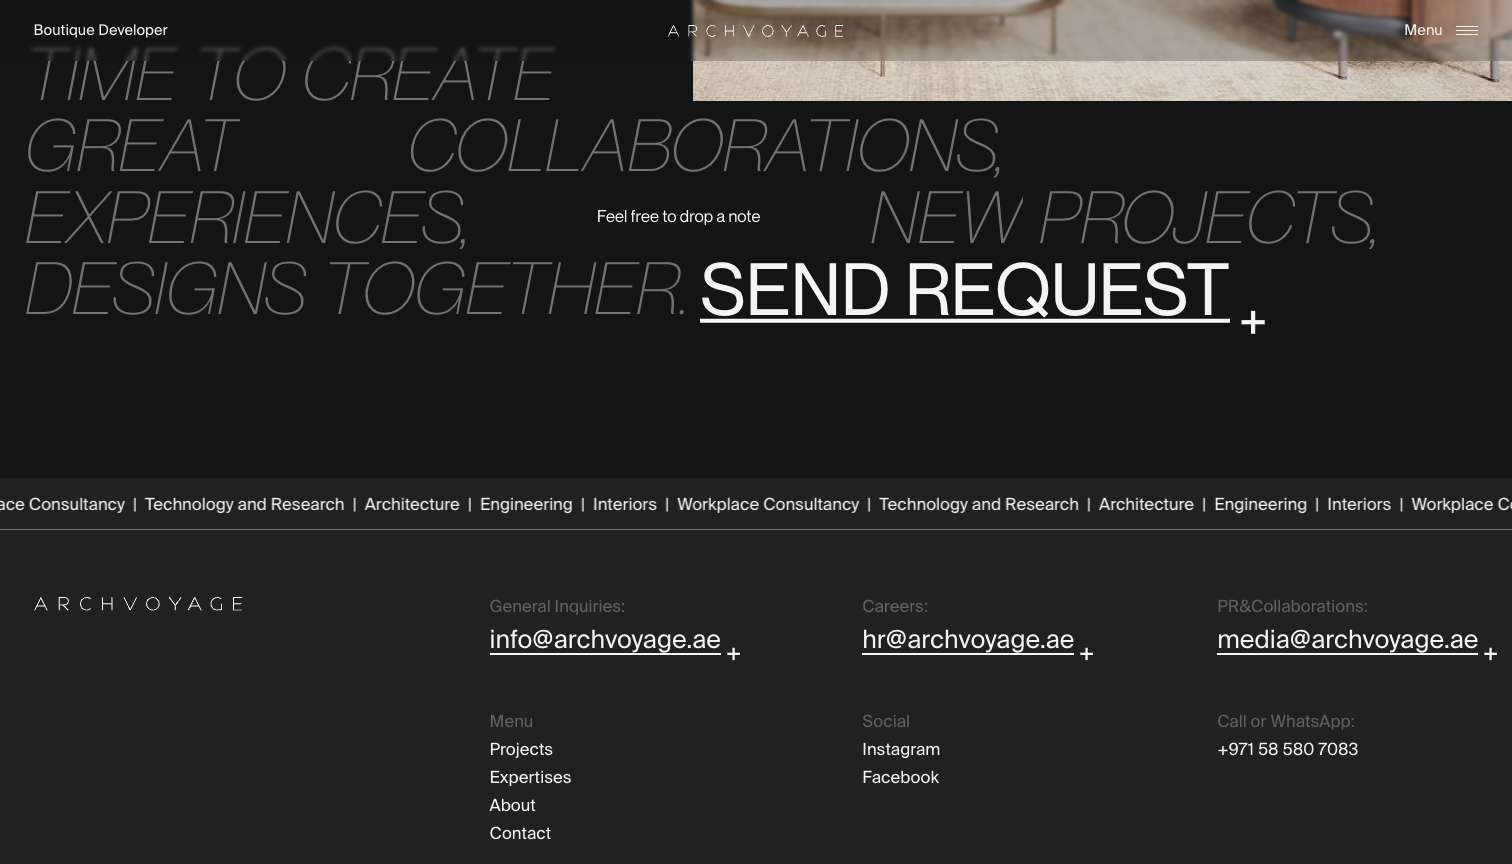 Boutique Developer
ARCHVOYAGE
Menu
TIME TO CREATE
GREAT COLLABORATIONS,
EXPERIENCES, Feel free to drop a note NEW PROJECTS,
DESIGNS TOGETHER. SEND REQUEST +
ace Consultancy | Technology and Research | Architecture | Engineering | Interiors | Workplace Consultancy | Technology and Research | Architecture | Engineering | Interiors | Workplace Co
ARCHVOYAGE
General Inquiries:
info@archvoyage.ae +
Careers:
hr@archvoyage.ae +
PR&Collaborations:
media@archvoyage.ae +
Menu
Projects
Expertises
About
Contact
Social
Instagram
Facebook
Call or WhatsApp:
+971 58 580 7083